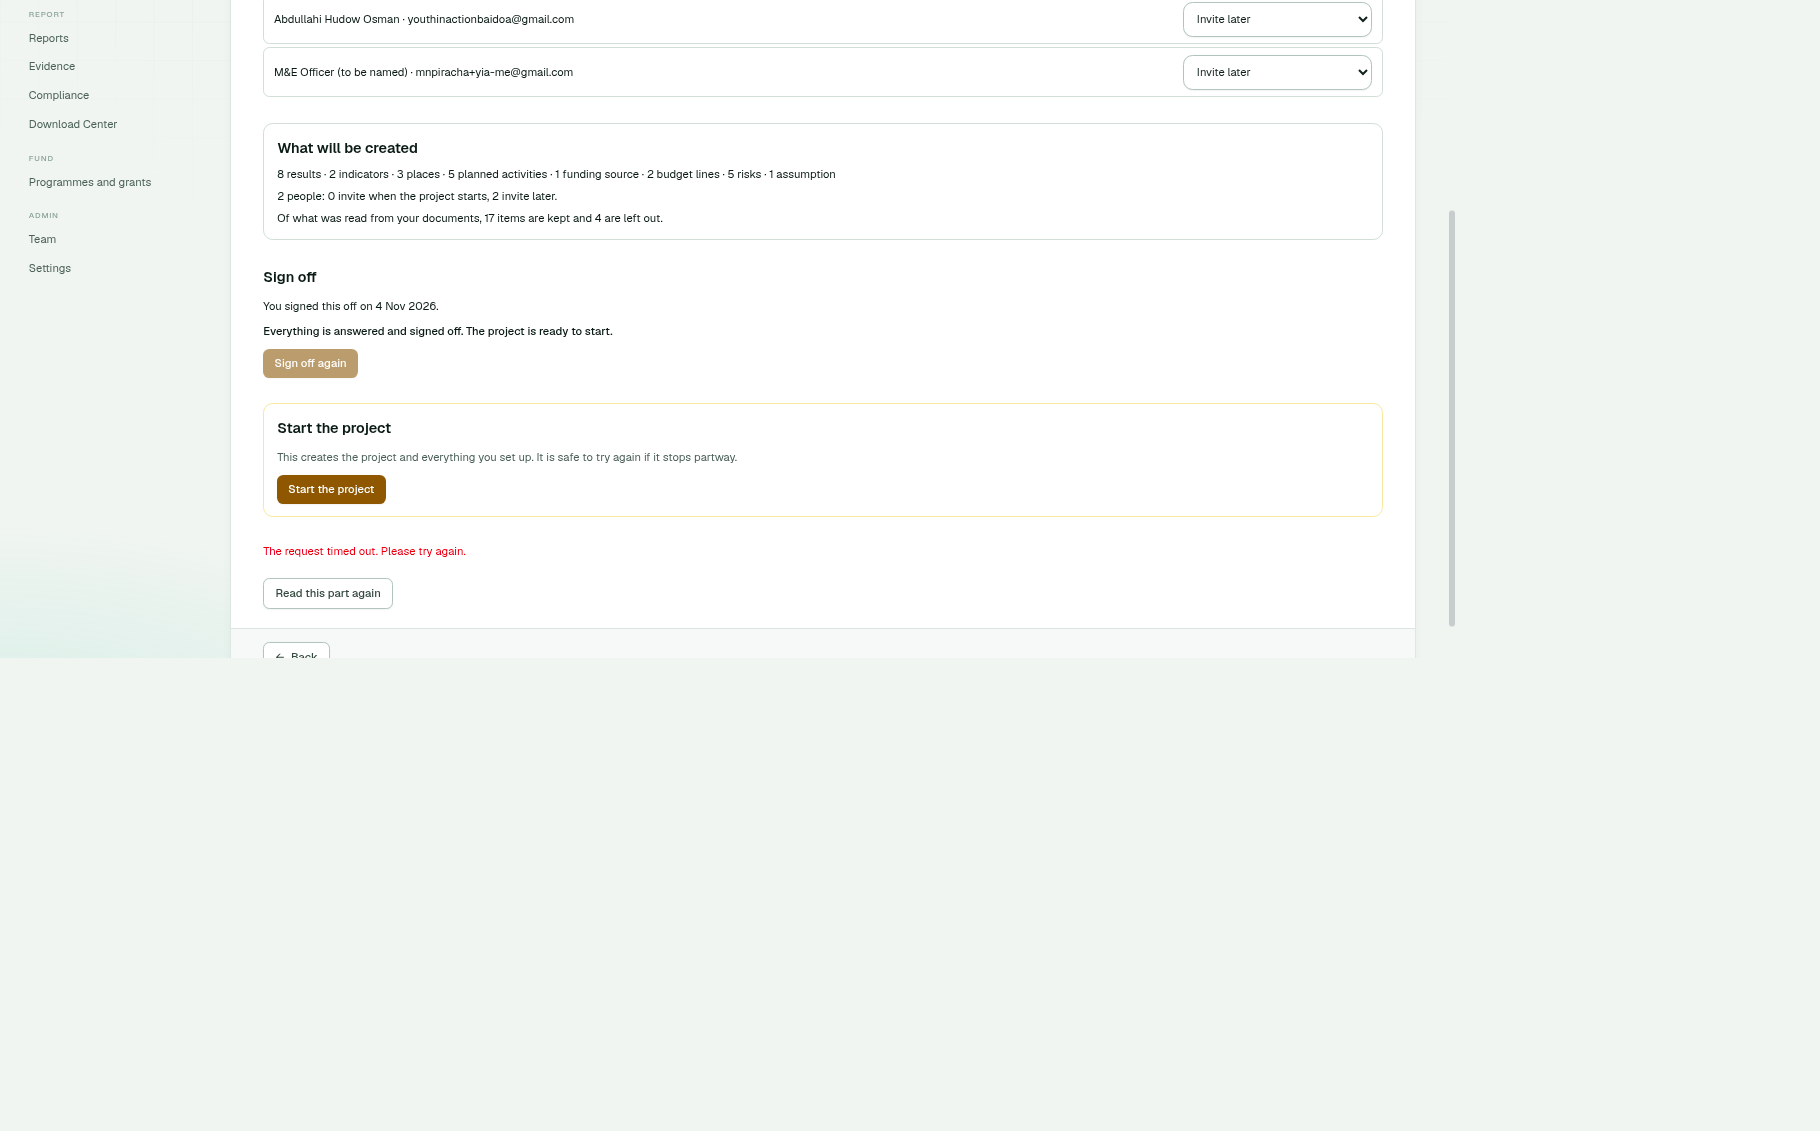 REPORT
Reports
Evidence
Compliance
Download Center
FUND
Programmes and grants
ADMIN
Team
Settings
Abdullahi Hudow Osman · youthinactionbaidoa@gmail.com
Invite later
M&E Officer (to be named) · mnpiracha+yia-me@gmail.com
Invite later
What will be created
8 results · 2 indicators · 3 places · 5 planned activities · 1 funding source · 2 budget lines · 5 risks · 1 assumption
2 people: 0 invite when the project starts, 2 invite later.
Of what was read from your documents, 17 items are kept and 4 are left out.
Sign off
You signed this off on 4 Nov 2026.
Everything is answered and signed off. The project is ready to start.
Sign off again
Start the project
This creates the project and everything you set up. It is safe to try again if it stops partway.
Start the project
The request timed out. Please try again.
Read this part again
← Back